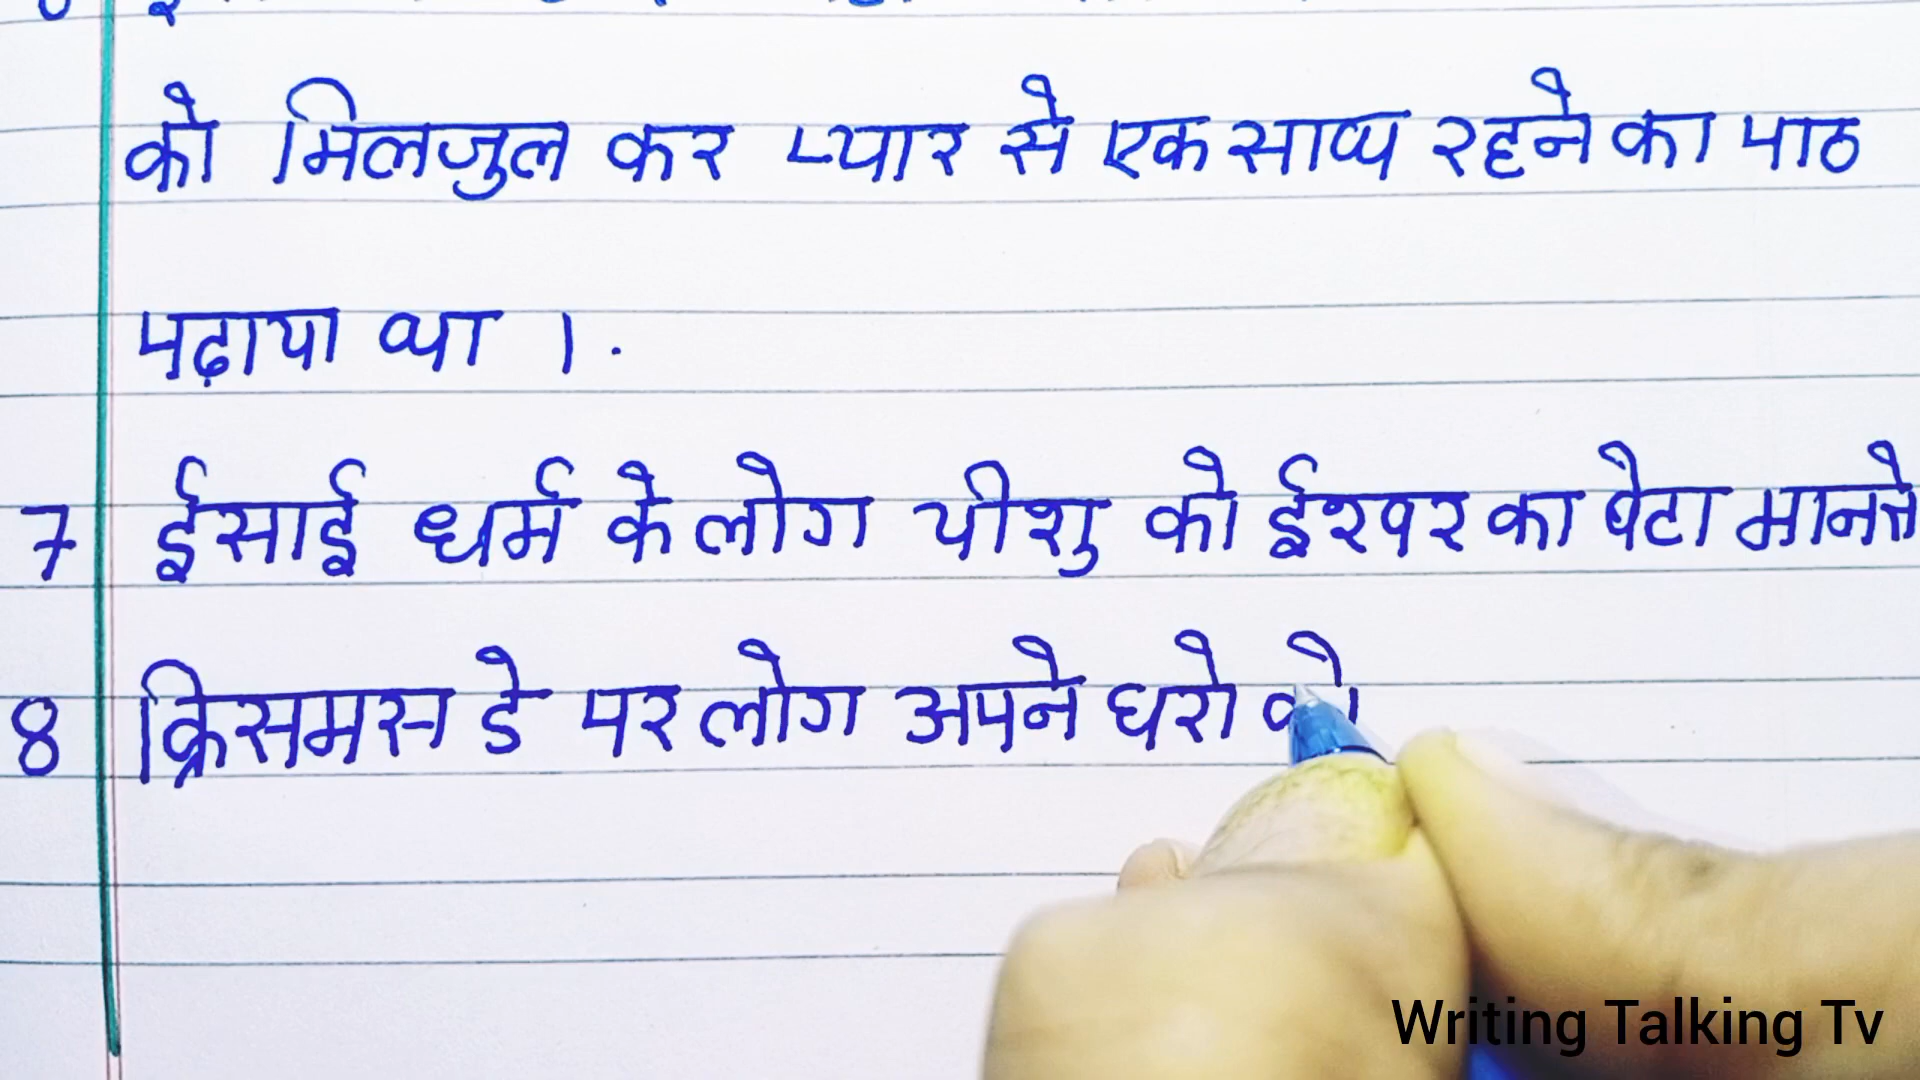 को मिलजुल कर प्यार से एक साथ रहने का पाठ
पढ़ाया था ।.
7 ईसाई धर्म के लोग यीशु को ईश्वर का बेटा मानते
8 क्रिसमस डे पर लोग अपने घरो को
Writing Talking Tv